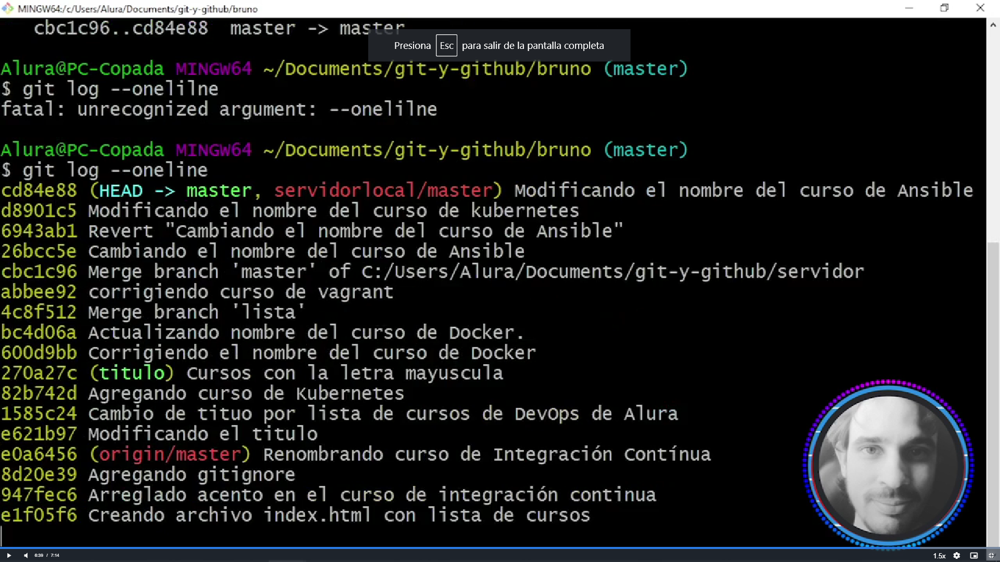 MINGW64:/c/Users/Alura/Documents/git-y-github/bruno
cbc1c96..cd84e88  master -> master
Presiona Esc para salir de la pantalla completa
Alura@PC-Copada MINGW64 ~/Documents/git-y-github/bruno (master)
$ git log --onelilne
fatal: unrecognized argument: --onelilne
Alura@PC-Copada MINGW64 ~/Documents/git-y-github/bruno (master)
$ git log --oneline
cd84e88 (HEAD -> master, servidorlocal/master) Modificando el nombre del curso de Ansible
d8901c5 Modificando el nombre del curso de kubernetes
6943ab1 Revert "Cambiando el nombre del curso de Ansible"
26bcc5e Cambiando el nombre del curso de Ansible
cbc1c96 Merge branch 'master' of C:/Users/Alura/Documents/git-y-github/servidor
abbee92 corrigiendo curso de vagrant
4c8f512 Merge branch 'lista'
bc4d06a Actualizando nombre del curso de Docker.
600d9bb Corrigiendo el nombre del curso de Docker
270a27c (titulo) Cursos con la letra mayuscula
82b742d Agregando curso de Kubernetes
1585c24 Cambio de tituo por lista de cursos de DevOps de Alura
e621b97 Modificando el titulo
e0a6456 (origin/master) Renombrando curso de Integración Contínua
8d20e39 Agregando gitignore
947fec6 Arreglado acento en el curso de integración continua
e1f05f6 Creando archivo index.html con lista de cursos
6:39 / 7:14
1.5x